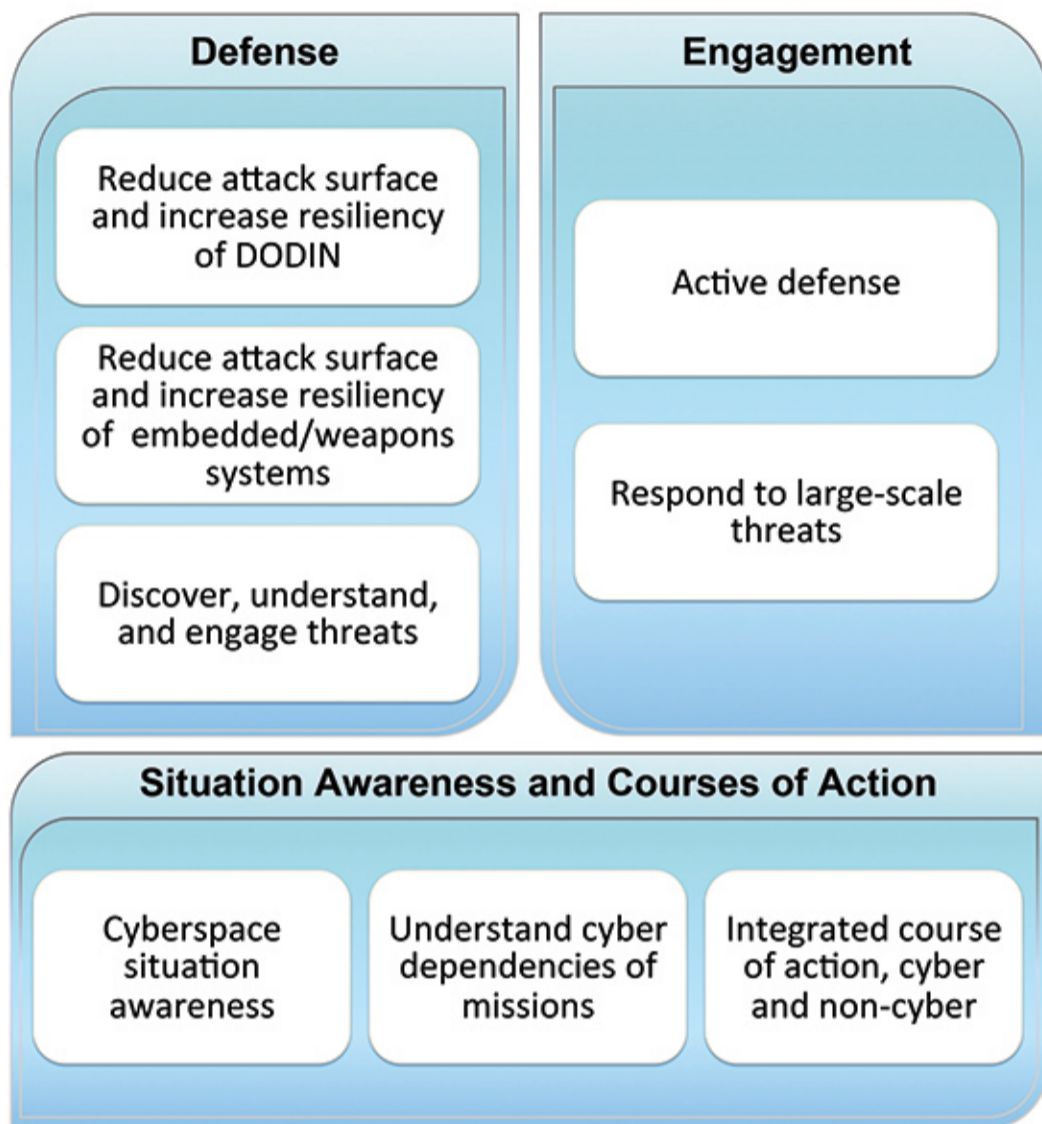 Defense
Reduce attack surface
and increase resiliency
of DODIN
Reduce attack surface
and increase resiliency
of embedded/weapons
systems
Discover, understand,
and engage threats
Engagement
Active defense
Respond to large-scale
threats
Situation Awareness and Courses of Action
Cyberspace
situation
awareness
Understand cyber
dependencies of
missions
Integrated course
of action, cyber
and non-cyber